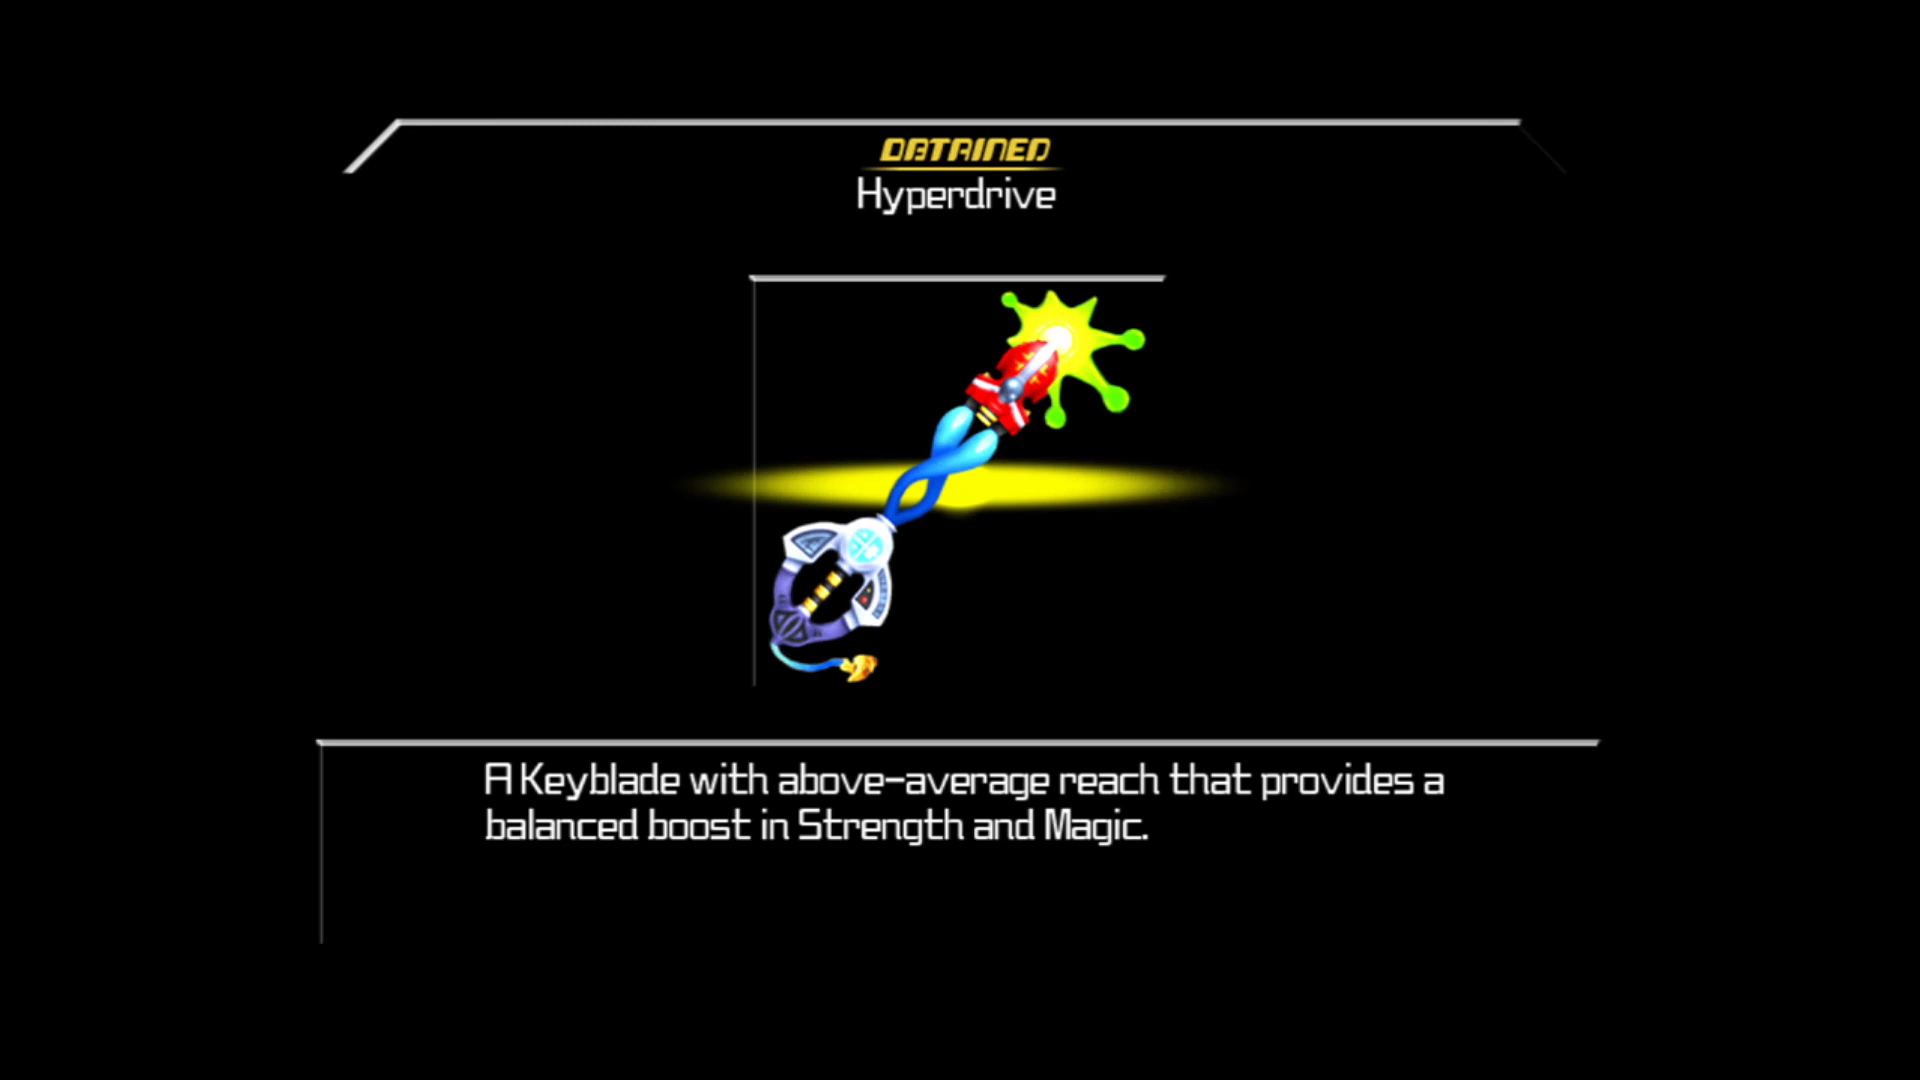 OBTAINED
Hyperdrive
A Keyblade with above-average reach that provides a
balanced boost in Strength and Magic.